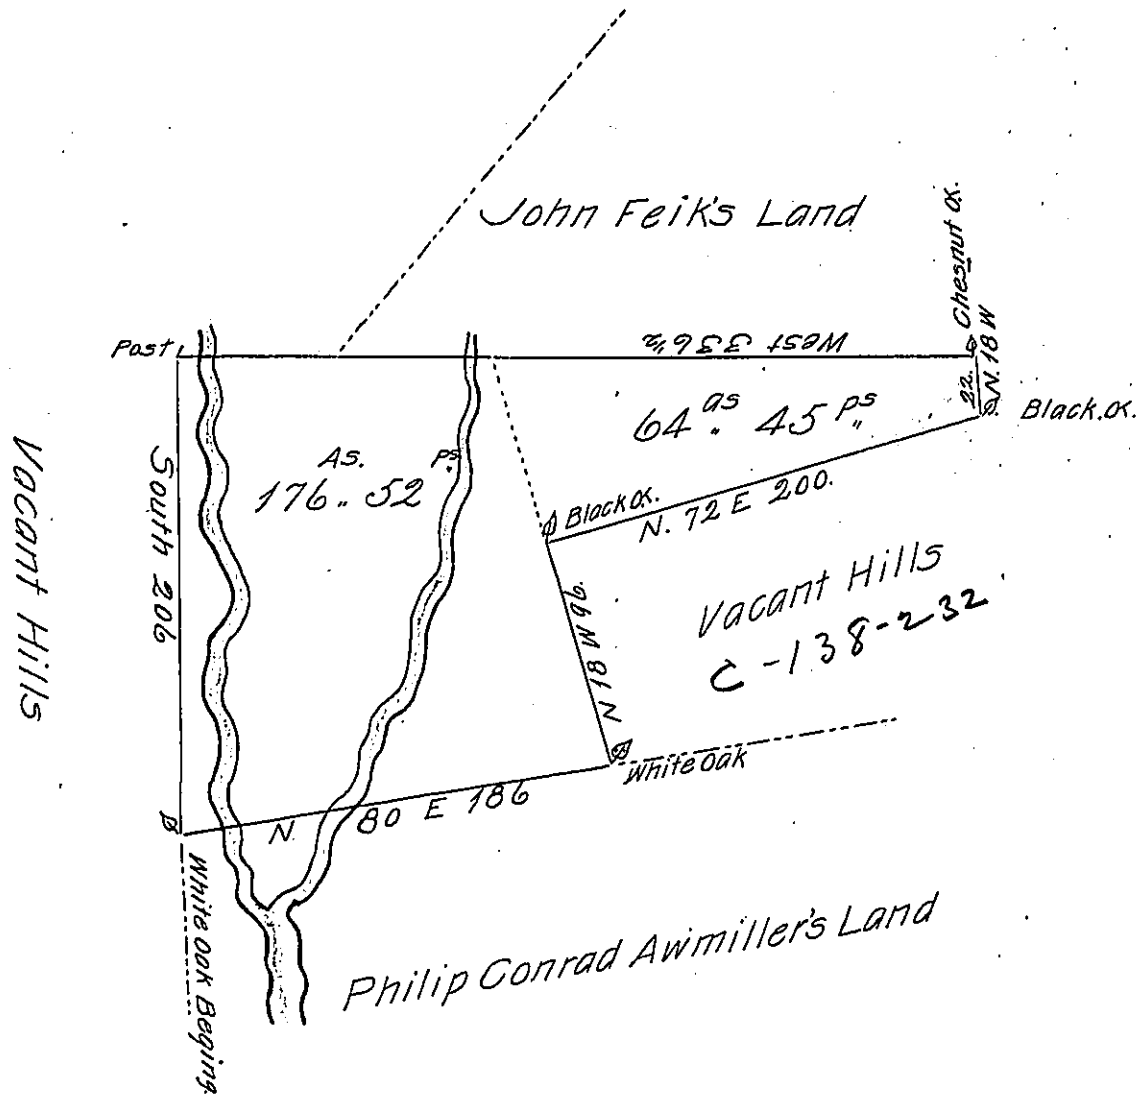 John Feik's Land
Chesnut OK.
Post
West 336½
N. 18 W
22.
Black. OK.
64 as 45 Ps
As. Ps
176.. 52
South 206
Vacant Hills
Black OK.
N. 72 E 200.
N 18 W 96
Vacant Hills
C-138-232
White Oak
N. 80 E 186
White Oak Beging.
Philip Conrad Awmiller's Land